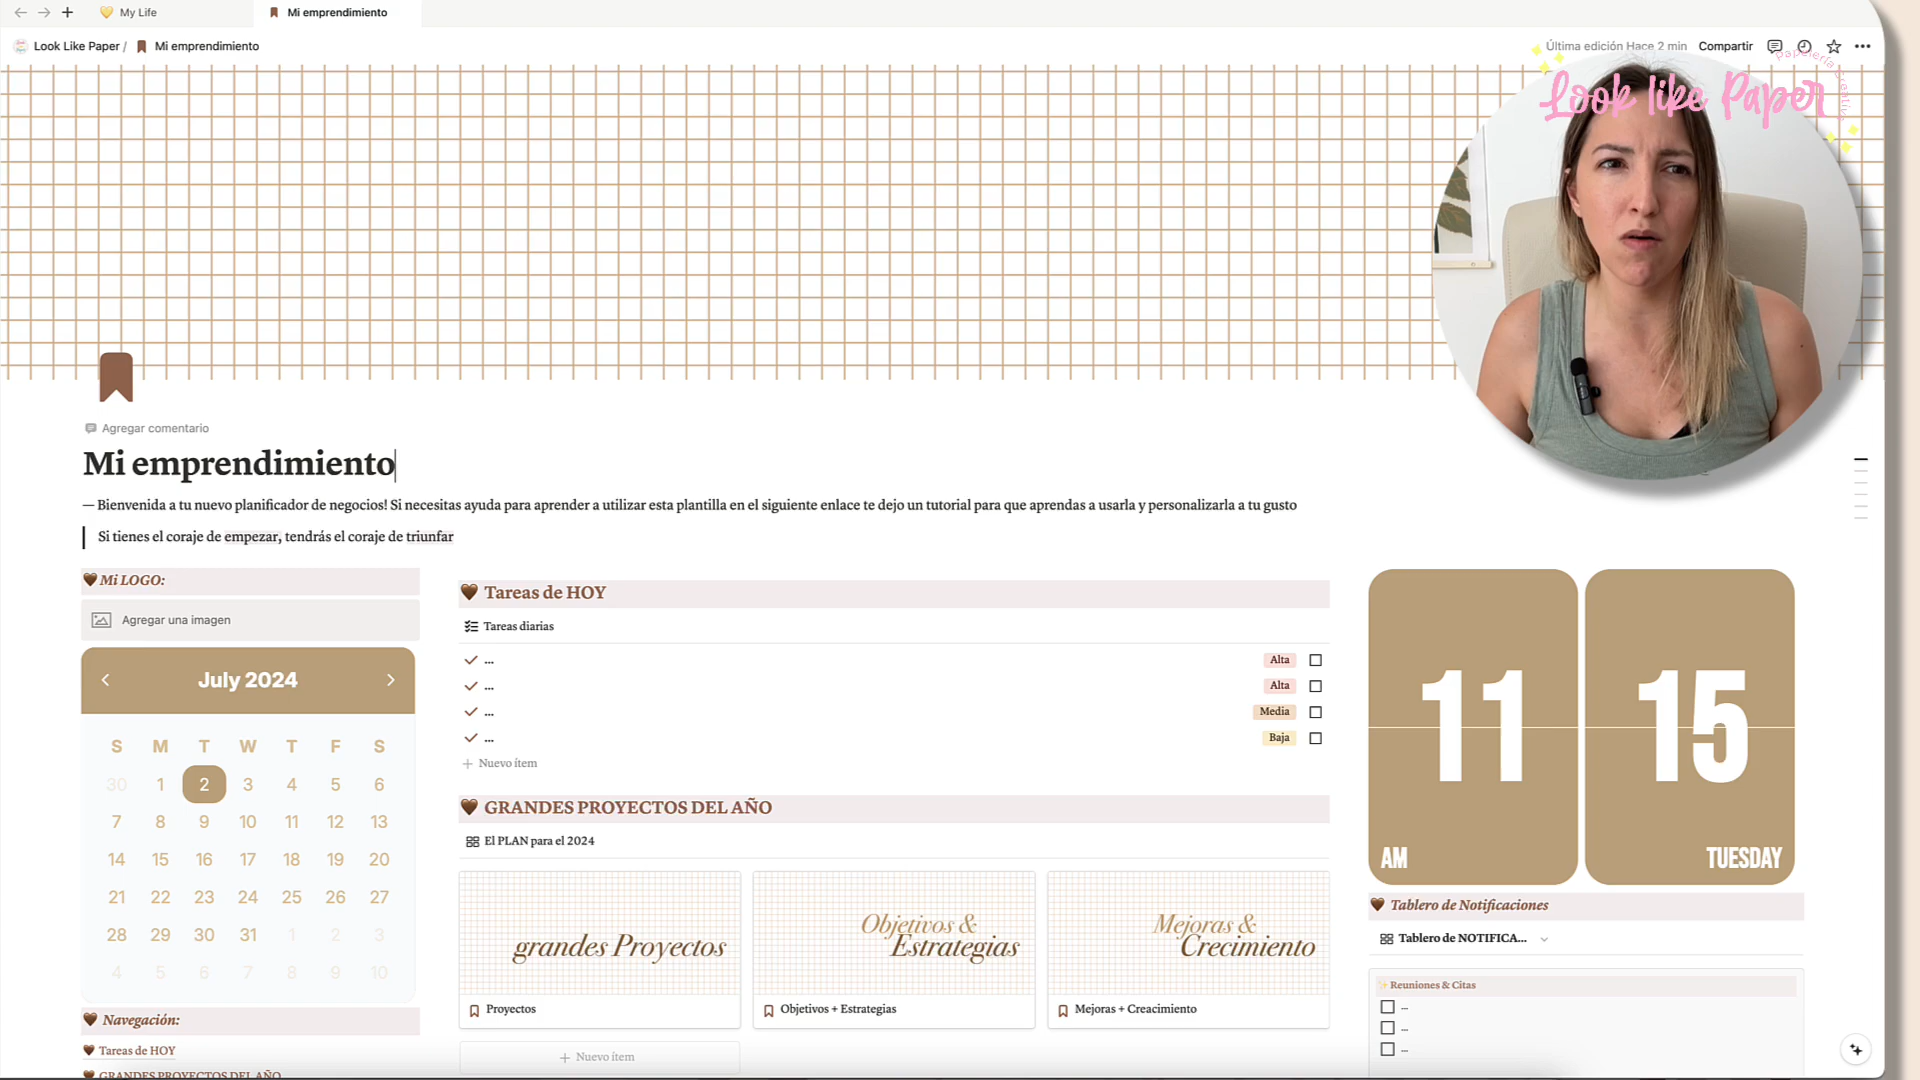 My Life
Mi emprendimiento
Look Like Paper / Mi emprendimiento
Última edición Hace 2 min Compartir
Papelería Creativa
Look like Paper
Agregar comentario
Mi emprendimiento
— Bienvenida a tu nuevo planificador de negocios! Si necesitas ayuda para aprender a utilizar esta plantilla en el siguiente enlace te dejo un tutorial para que aprendas a usarla y personalizarla a tu gusto
Si tienes el coraje de empezar, tendrás el coraje de triunfar
Mi LOGO:
Agregar una imagen
July 2024
S M T W T F S
30 1 2 3 4 5 6
7 8 9 10 11 12 13
14 15 16 17 18 19 20
21 22 23 24 25 26 27
28 29 30 31 1 2 3
4 5 6 7 8 9 10
Navegación:
Tareas de HOY
GRANDES PROYECTOS DEL AÑO
Tareas de HOY
Tareas diarias
... Alta
... Alta
... Media
... Baja
Nuevo ítem
GRANDES PROYECTOS DEL AÑO
El PLAN para el 2024
grandes Proyectos
Proyectos
Objetivos &
Estrategias
Objetivos + Estrategias
Mejoras &
Crecimiento
Mejoras + Creacimiento
Nuevo ítem
11 15
AM TUESDAY
Tablero de Notificaciones
Tablero de NOTIFICA...
Reuniones & Citas
...
...
...